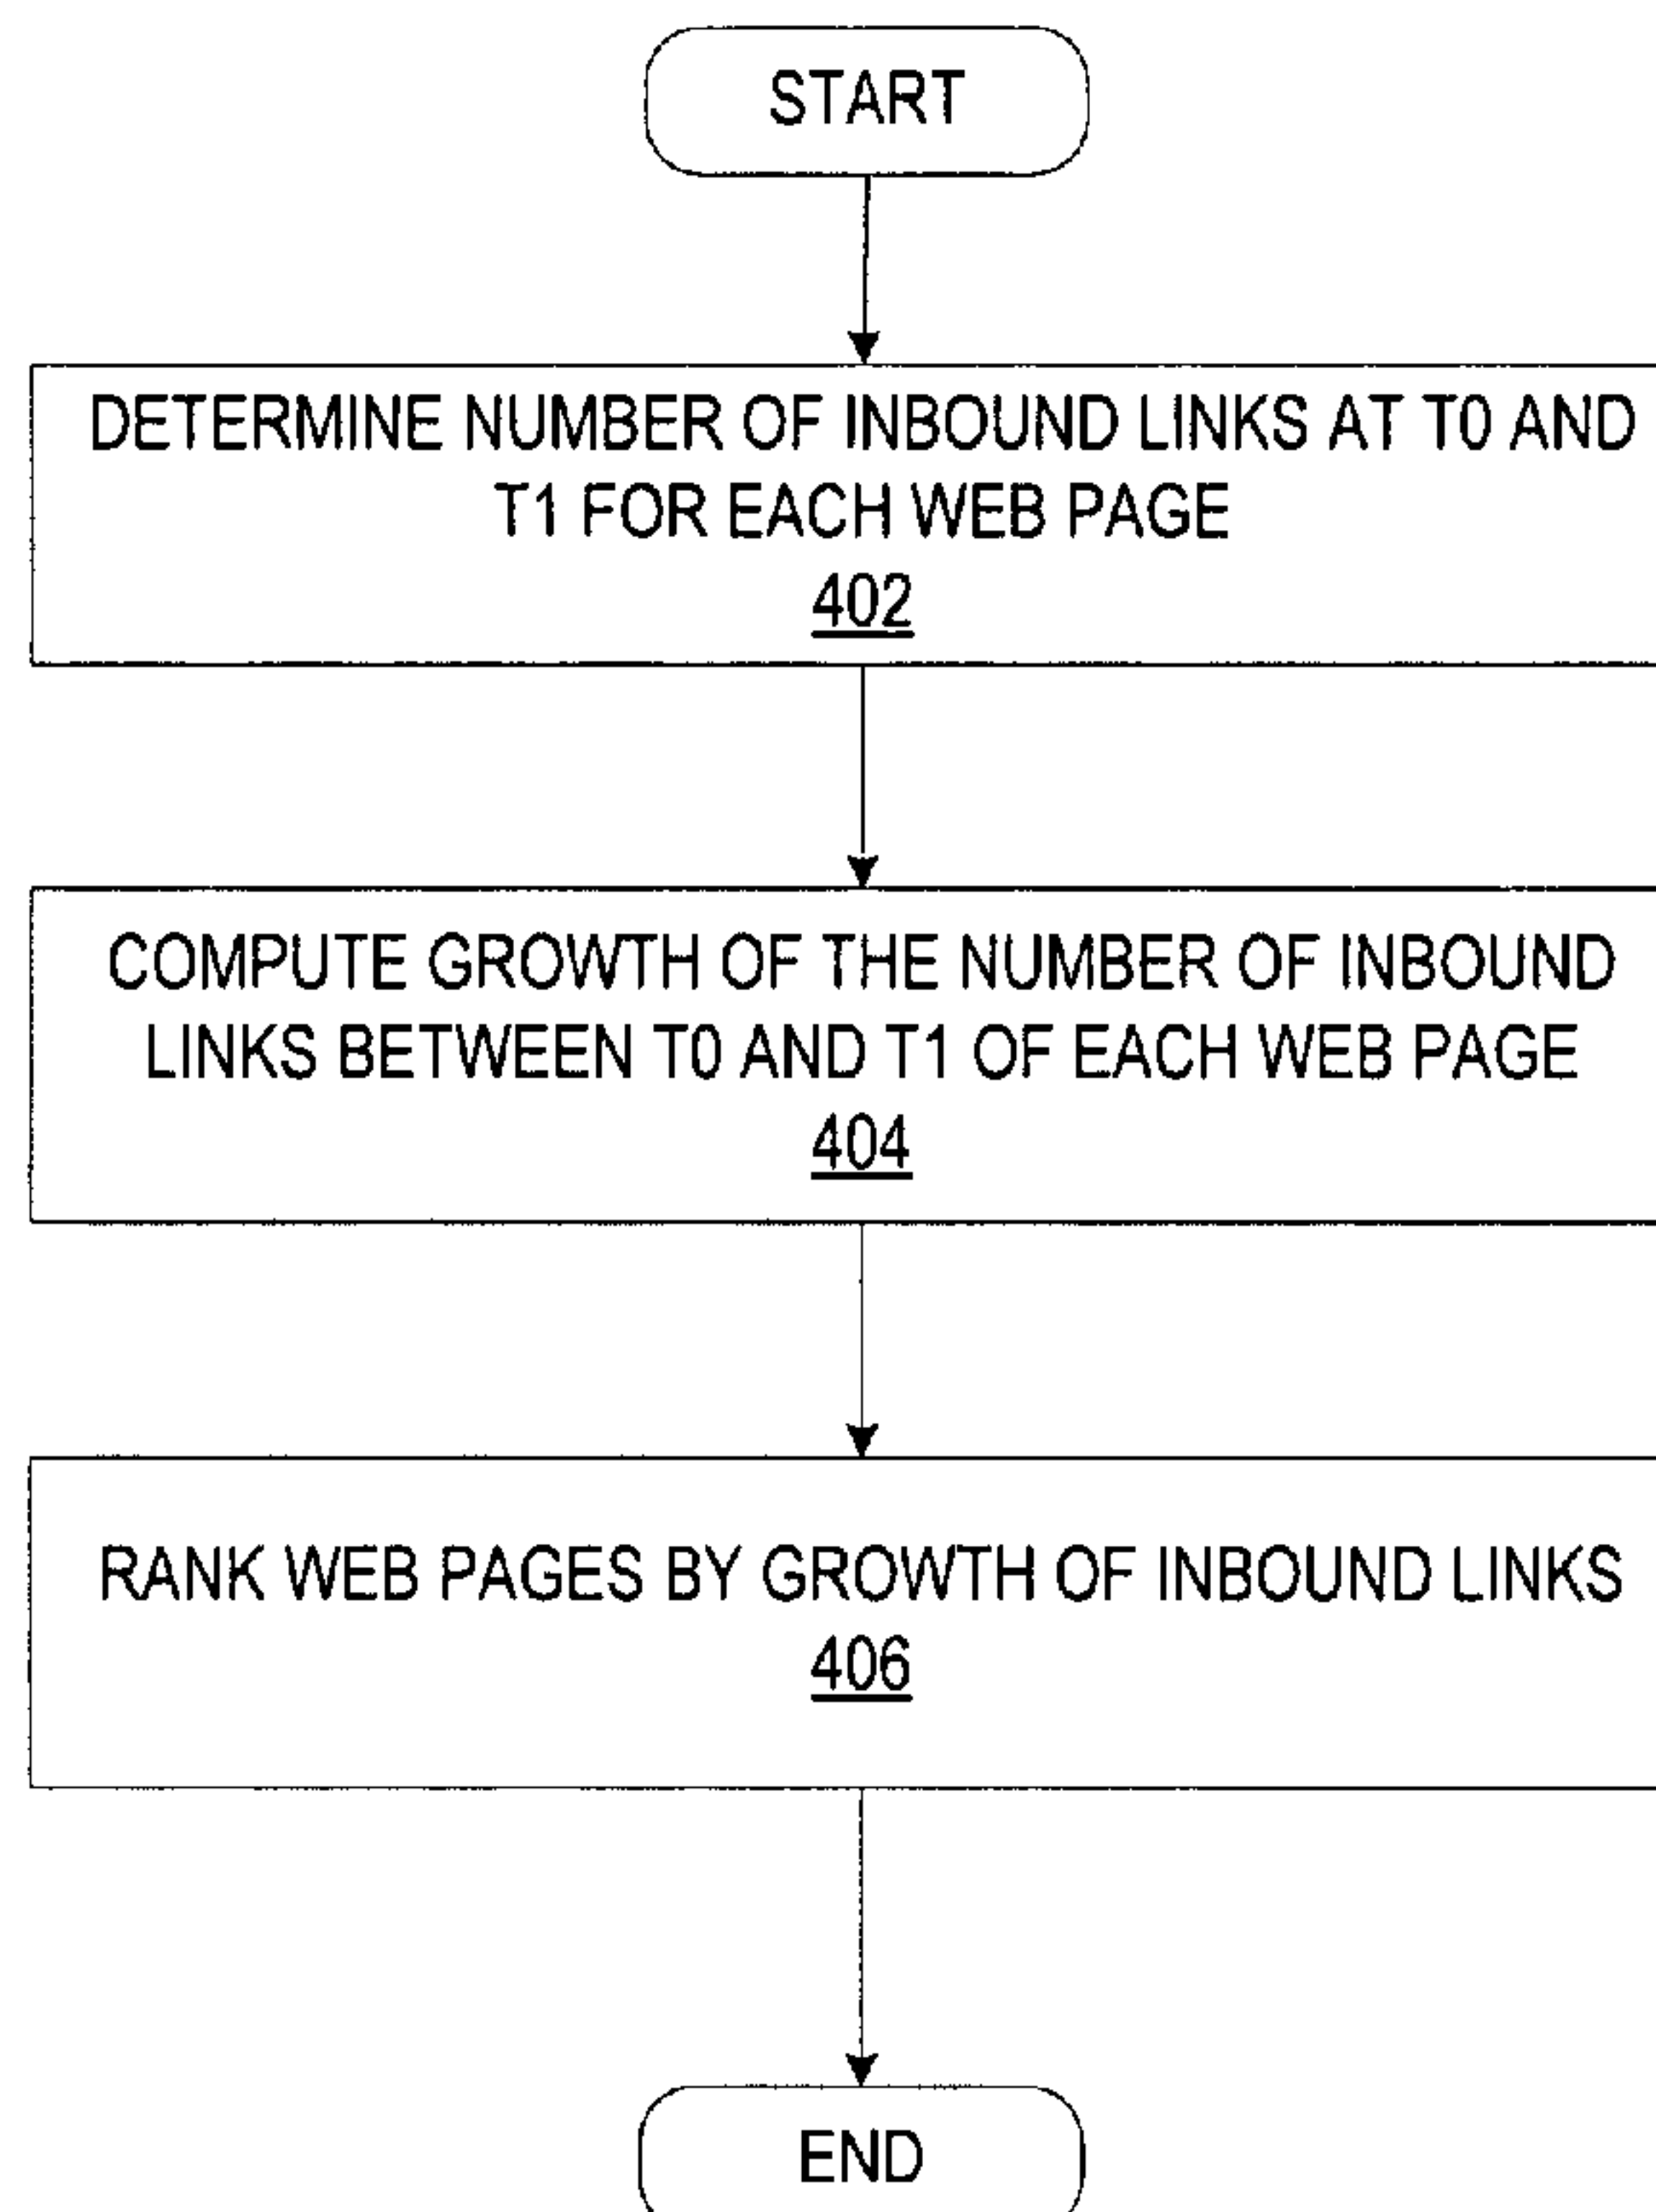 START
DETERMINE NUMBER OF INBOUND LINKS AT T0 AND
T1 FOR EACH WEB PAGE
402
COMPUTE GROWTH OF THE NUMBER OF INBOUND
LINKS BETWEEN T0 AND T1 OF EACH WEB PAGE
404
RANK WEB PAGES BY GROWTH OF INBOUND LINKS
406
END